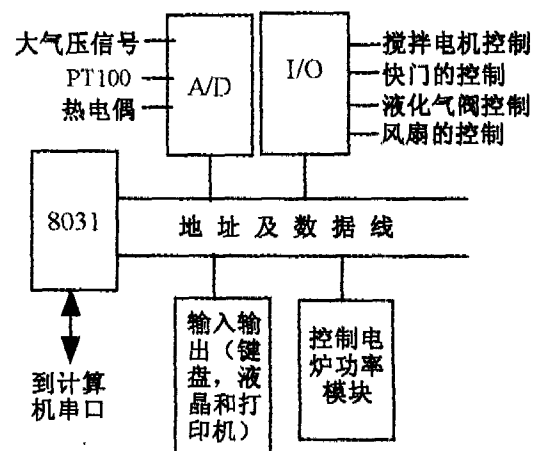 大气压信号
PT100
热电偶
A/D
I/O
搅拌电机控制
快门的控制
液化气阀控制
风扇的控制
8031
地址及数据线
到计算
机串口
输入输
出（键
盘，液
晶和打
印机）
控制电
炉功率
模块